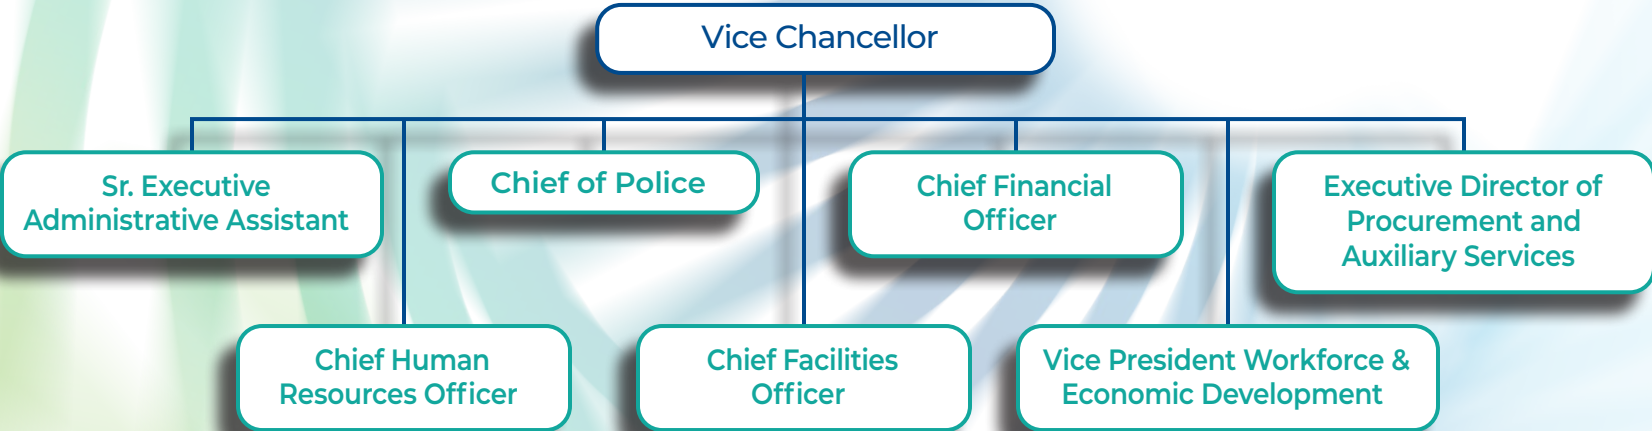 Vice Chancellor
Sr. Executive
Administrative Assistant
Chief of Police
Chief Financial
Officer
Executive Director of
Procurement and
Auxiliary Services
Chief Human
Resources Officer
Chief Facilities
Officer
Vice President Workforce &
Economic Development